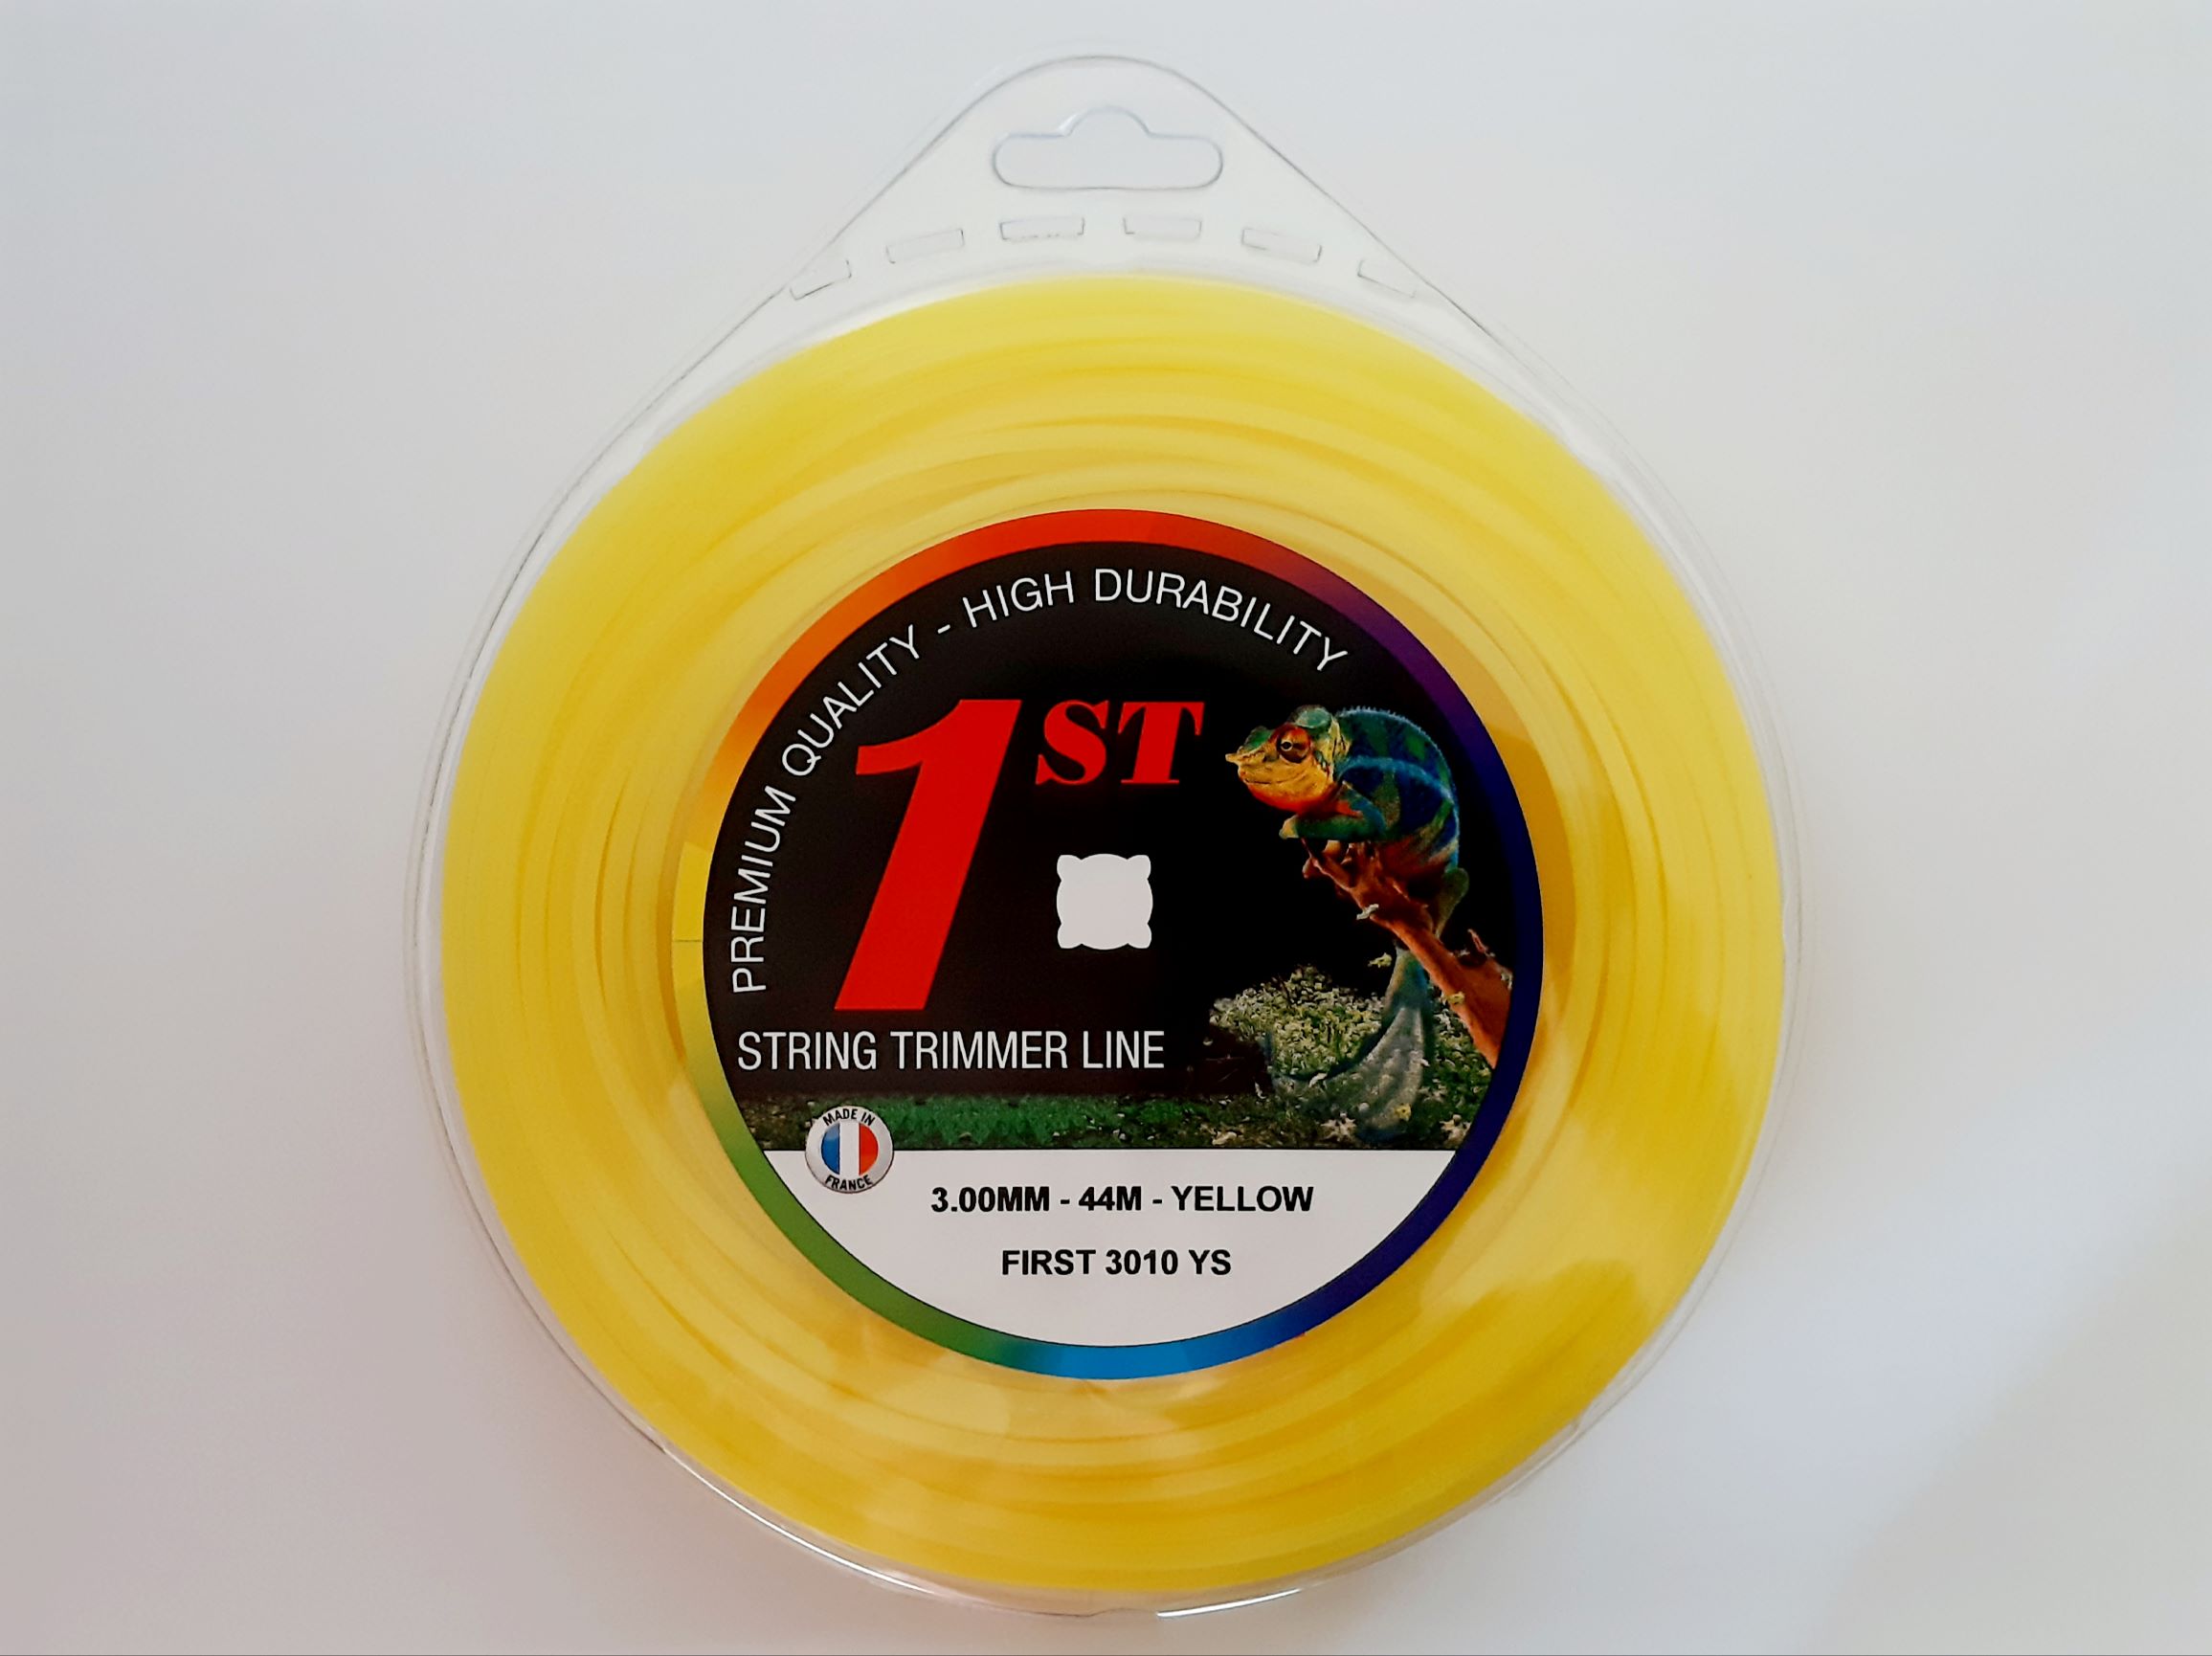 PREMIUM QUALITY - HIGH DURABILITY
1ST
STRING TRIMMER LINE
MADE IN
FRANCE
3.00MM - 44M - YELLOW
FIRST 3010 YS